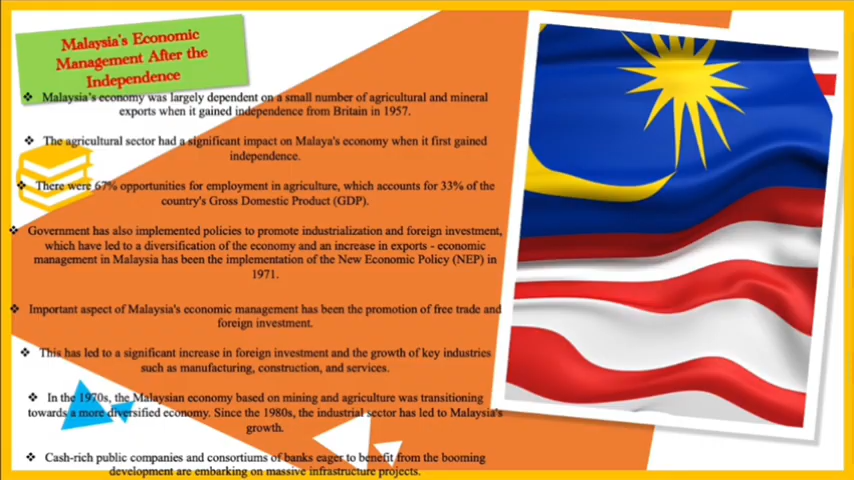 Malaysia's Economic
Management After the
Independence
❖ Malaysia's economy was largely dependent on a small number of agricultural and mineral
exports when it gained independence from Britain in 1957.
❖ The agricultural sector had a significant impact on Malaya's economy when it first gained
independence.
❖ There were 67% opportunities for employment in agriculture, which accounts for 33% of the
country's Gross Domestic Product (GDP).
❖ Government has also implemented policies to promote industrialization and foreign investment,
which have led to a diversification of the economy and an increase in exports - economic
management in Malaysia has been the implementation of the New Economic Policy (NEP) in
1971.
❖ Important aspect of Malaysia's economic management has been the promotion of free trade and
foreign investment.
❖ This has led to a significant increase in foreign investment and the growth of key industries
such as manufacturing, construction, and services.
❖ In the 1970s, the Malaysian economy based on mining and agriculture was transitioning
towards a more diversified economy. Since the 1980s, the industrial sector has led to Malaysia's
growth.
❖ Cash-rich public companies and consortiums of banks eager to benefit from the booming
development are embarking on massive infrastructure projects.